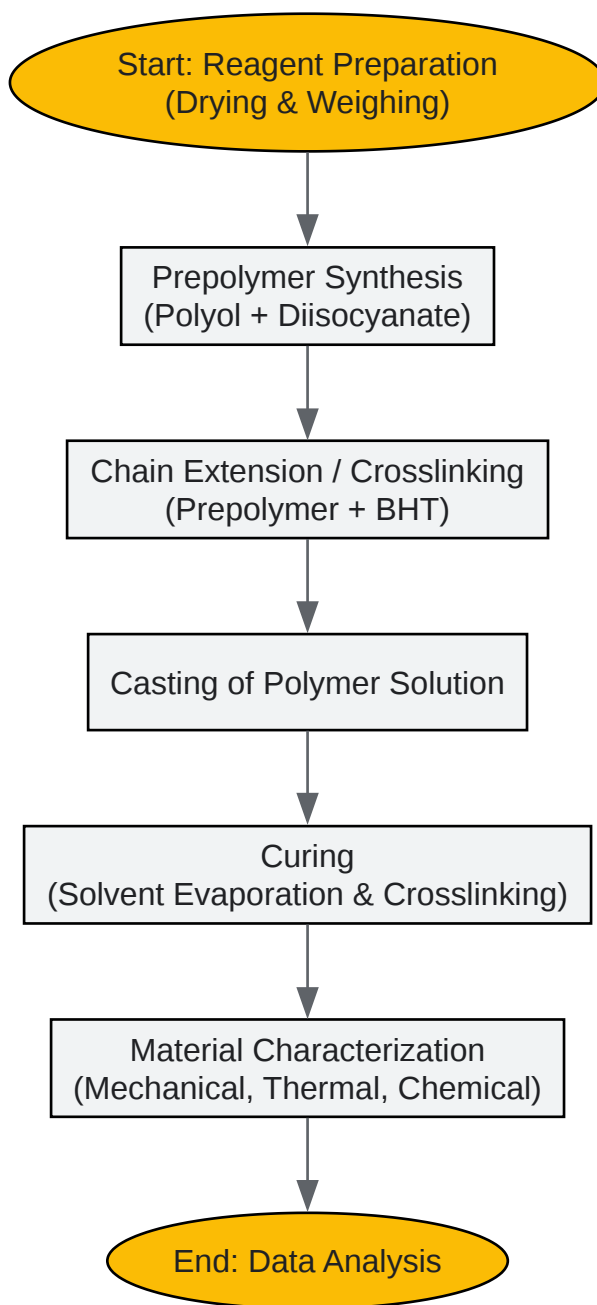 Start: Reagent Preparation
(Drying & Weighing)
Prepolymer Synthesis
(Polyol + Diisocyanate)
Chain Extension / Crosslinking
(Prepolymer + BHT)
Casting of Polymer Solution
Curing
(Solvent Evaporation & Crosslinking)
Material Characterization
(Mechanical, Thermal, Chemical)
End: Data Analysis